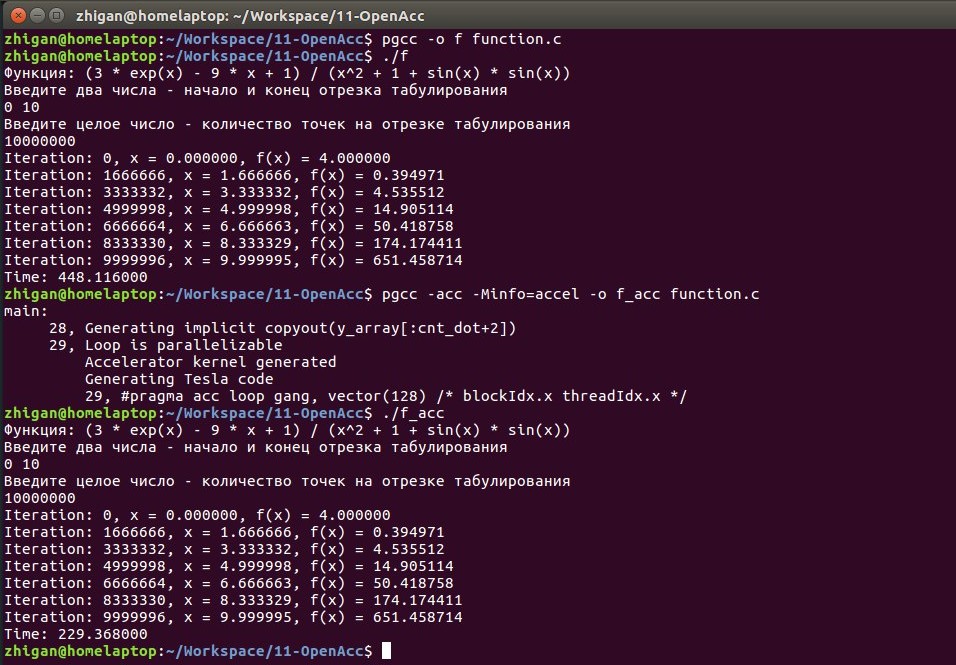 zhigan@homelaptop: ~/Workspace/11-OpenAcc
zhigan@homelaptop:~/Workspace/11-OpenAcc$ pgcc -o f function.c
zhigan@homelaptop:~/Workspace/11-OpenAcc$ ./f
Функция: (3 * exp(x) - 9 * x + 1) / (x^2 + 1 + sin(x) * sin(x))
Введите два числа - начало и конец отрезка табулирования
0 10
Введите целое число - количество точек на отрезке табулирования
10000000
Iteration: 0, x = 0.000000, f(x) = 4.000000
Iteration: 1666666, x = 1.666666, f(x) = 0.394971
Iteration: 3333332, x = 3.333332, f(x) = 4.535512
Iteration: 4999998, x = 4.999998, f(x) = 14.905114
Iteration: 6666664, x = 6.666663, f(x) = 50.418758
Iteration: 8333330, x = 8.333329, f(x) = 174.174411
Iteration: 9999996, x = 9.999995, f(x) = 651.458714
Time: 448.116000
zhigan@homelaptop:~/Workspace/11-OpenAcc$ pgcc -acc -Minfo=accel -o f_acc function.c
main:
     28, Generating implicit copyout(y_array[:cnt_dot+2])
     29, Loop is parallelizable
         Accelerator kernel generated
         Generating Tesla code
         29, #pragma acc loop gang, vector(128) /* blockIdx.x threadIdx.x */
zhigan@homelaptop:~/Workspace/11-OpenAcc$ ./f_acc
Функция: (3 * exp(x) - 9 * x + 1) / (x^2 + 1 + sin(x) * sin(x))
Введите два числа - начало и конец отрезка табулирования
0 10
Введите целое число - количество точек на отрезке табулирования
10000000
Iteration: 0, x = 0.000000, f(x) = 4.000000
Iteration: 1666666, x = 1.666666, f(x) = 0.394971
Iteration: 3333332, x = 3.333332, f(x) = 4.535512
Iteration: 4999998, x = 4.999998, f(x) = 14.905114
Iteration: 6666664, x = 6.666663, f(x) = 50.418758
Iteration: 8333330, x = 8.333329, f(x) = 174.174411
Iteration: 9999996, x = 9.999995, f(x) = 651.458714
Time: 229.368000
zhigan@homelaptop:~/Workspace/11-OpenAcc$